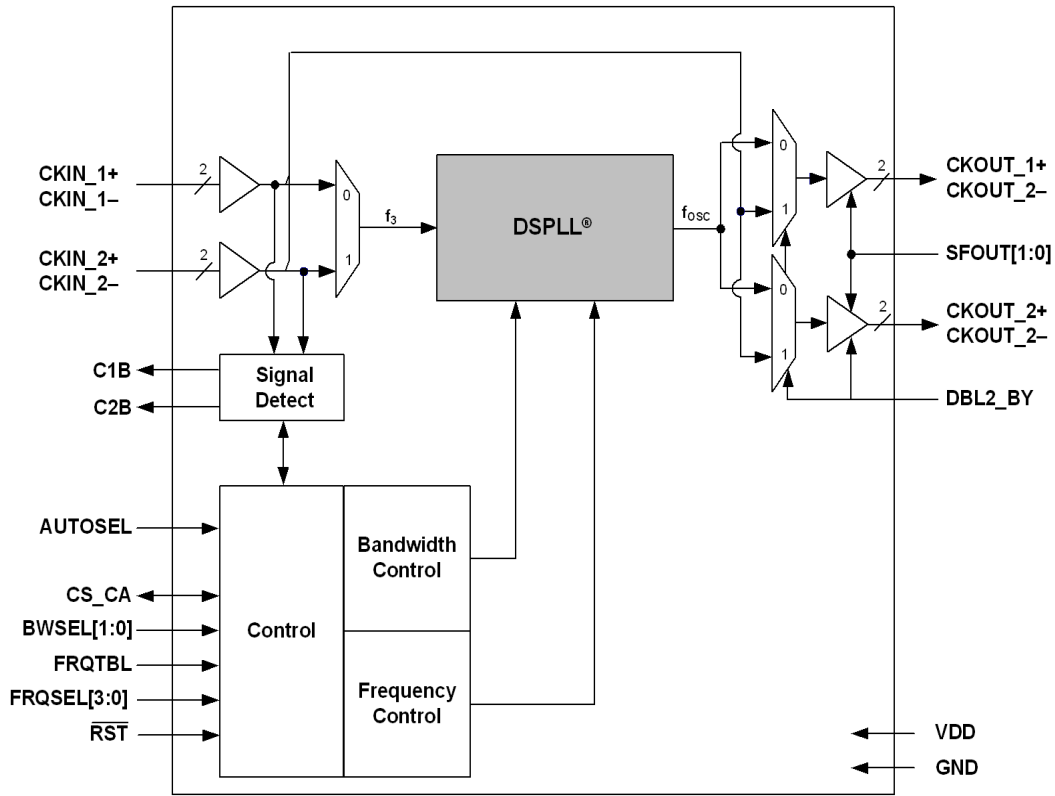 CKIN_1+
CKIN_1–
2
0
f3
DSPLL®
fosc
0
1
2
CKOUT_1+
CKOUT_2–
CKIN_2+
CKIN_2–
2
1
SFOUT[1:0]
0
1
2
CKOUT_2+
CKOUT_2–
C1B
C2B
Signal
Detect
DBL2_BY
AUTOSEL
CS_CA
BWSEL[1:0]
FRQTBL
FRQSEL[3:0]
RST
Control
Bandwidth
Control
Frequency
Control
VDD
GND